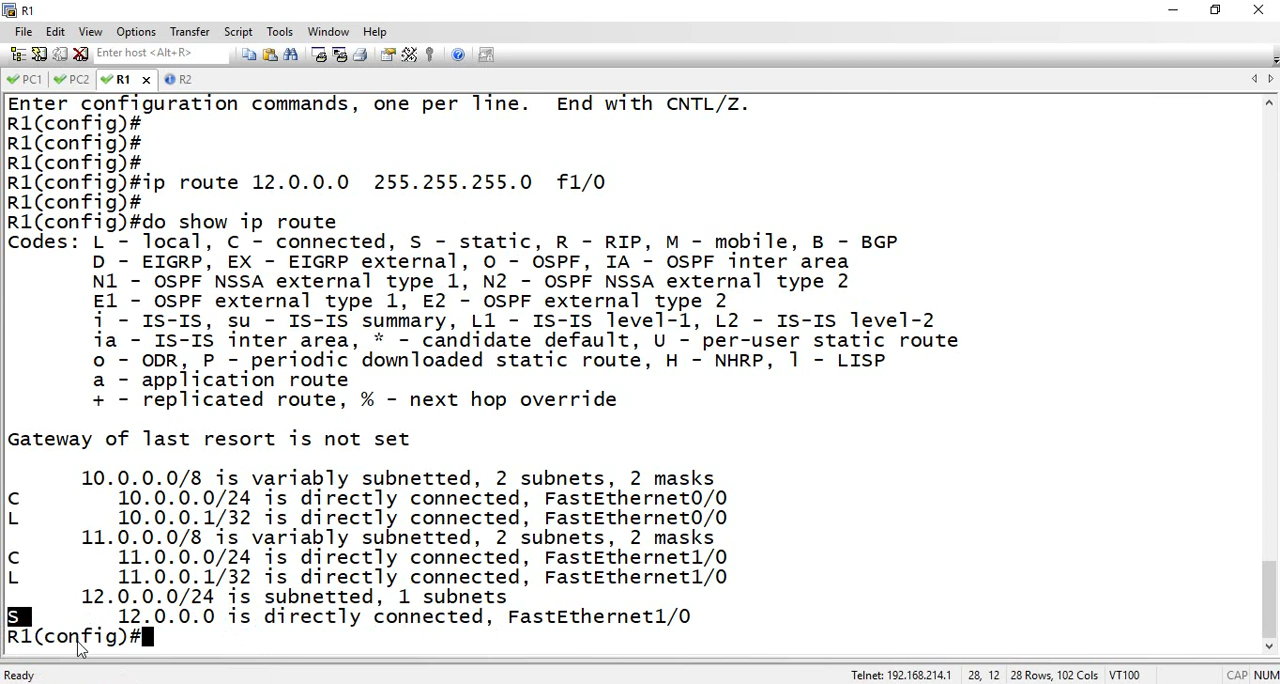 R1
File Edit View Options Transfer Script Tools Window Help
Enter host <Alt+R>
PC1 PC2 R1 R2
Enter configuration commands, one per line.  End with CNTL/Z.
R1(config)#
R1(config)#
R1(config)#
R1(config)#ip route 12.0.0.0  255.255.255.0  f1/0
R1(config)#
R1(config)#do show ip route
Codes: L - local, C - connected, S - static, R - RIP, M - mobile, B - BGP
       D - EIGRP, EX - EIGRP external, O - OSPF, IA - OSPF inter area
       N1 - OSPF NSSA external type 1, N2 - OSPF NSSA external type 2
       E1 - OSPF external type 1, E2 - OSPF external type 2
       i - IS-IS, su - IS-IS summary, L1 - IS-IS level-1, L2 - IS-IS level-2
       ia - IS-IS inter area, * - candidate default, U - per-user static route
       o - ODR, P - periodic downloaded static route, H - NHRP, l - LISP
       a - application route
       + - replicated route, % - next hop override
Gateway of last resort is not set
      10.0.0.0/8 is variably subnetted, 2 subnets, 2 masks
C        10.0.0.0/24 is directly connected, FastEthernet0/0
L        10.0.0.1/32 is directly connected, FastEthernet0/0
      11.0.0.0/8 is variably subnetted, 2 subnets, 2 masks
C        11.0.0.0/24 is directly connected, FastEthernet1/0
L        11.0.0.1/32 is directly connected, FastEthernet1/0
      12.0.0.0/24 is subnetted, 1 subnets
S        12.0.0.0 is directly connected, FastEthernet1/0
R1(config)#
Ready Telnet: 192.168.214.1 28, 12 28 Rows, 102 Cols VT100 CAP NUM